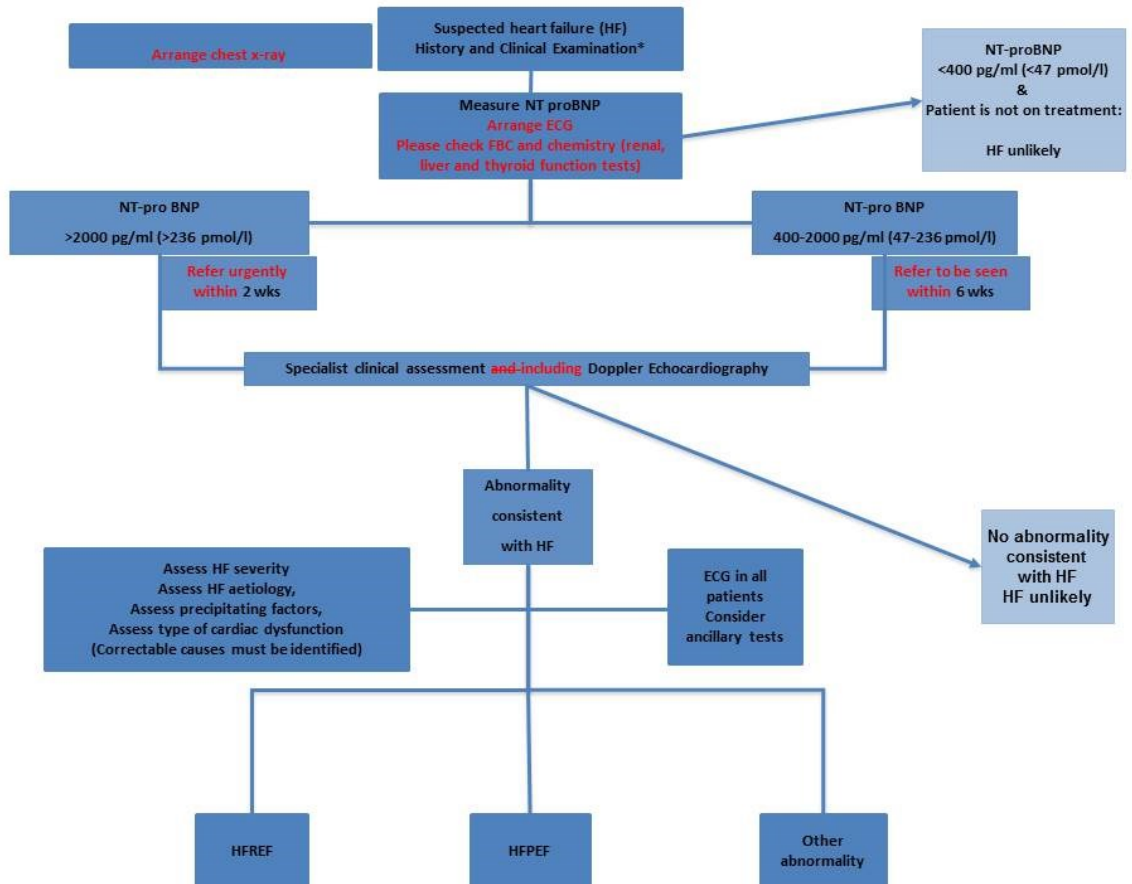 Suspected heart failure (HF)
History and Clinical Examination*
Arrange chest x-ray
NT-proBNP
<400 pg/ml (<47 pmol/l)
&
Patient is not on treatment:
HF unlikely
Measure NT proBNP
Arrange ECG
Please check FBC and chemistry (renal,
liver and thyroid function tests)
NT-pro BNP
>2000 pg/ml (>236 pmol/l)
NT-pro BNP
400-2000 pg/ml (47-236 pmol/l)
Refer urgently
within 2 wks
Refer to be seen
within 6 wks
Specialist clinical assessment and including Doppler Echocardiography
Abnormality
consistent
with HF
No abnormality
consistent
with HF
HF unlikely
Assess HF severity
Assess HF aetiology,
Assess precipitating factors,
Assess type of cardiac dysfunction
(Correctable causes must be identified)
ECG in all
patients
Consider
ancillary tests
HFREF
HFPEF
Other
abnormality